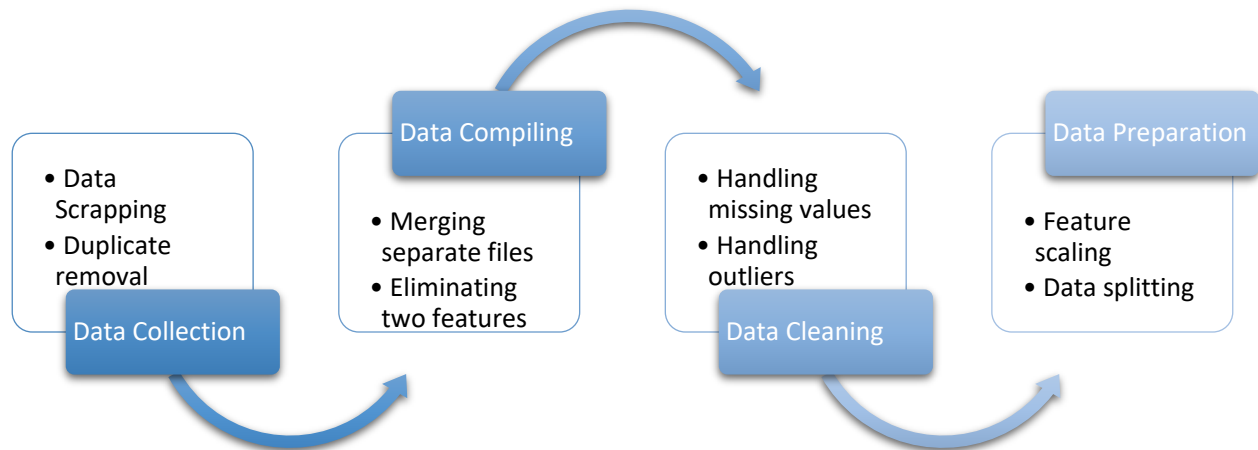 • Data
Scrapping
• Duplicate
removal
Data Collection
Data Compiling
• Merging
separate files
• Eliminating
two features
• Handling
missing values
• Handling
outliers
Data Cleaning
Data Preparation
• Feature
scaling
• Data splitting